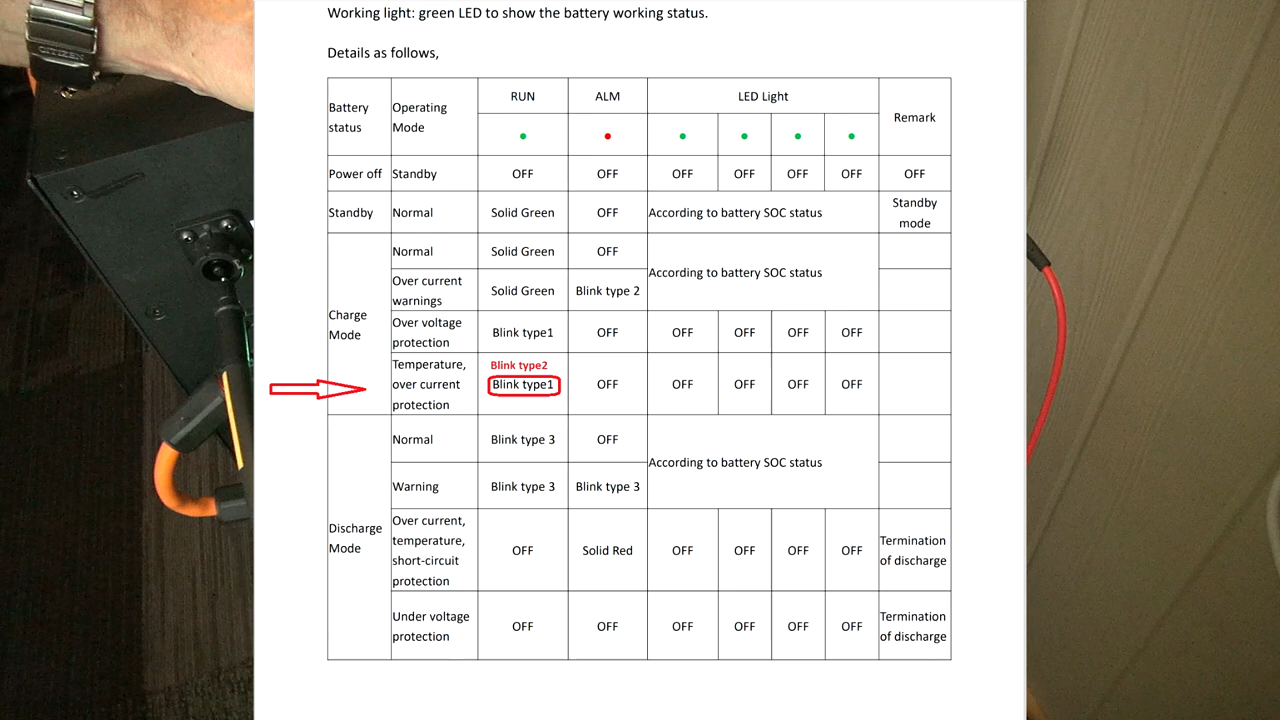 Working light: green LED to show the battery working status.
Details as follows,
CITIZEN
Battery status
Operating Mode
RUN
ALM
LED Light
Remark
Power off
Standby
OFF
OFF
OFF
OFF
OFF
OFF
OFF
Standby
Normal
Solid Green
OFF
According to battery SOC status
Standby mode
Charge Mode
Normal
Solid Green
OFF
According to battery SOC status
Over current warnings
Solid Green
Blink type 2
Over voltage protection
Blink type1
OFF
OFF
OFF
OFF
OFF
Temperature, over current protection
Blink type2
Blink type1
OFF
OFF
OFF
OFF
OFF
Discharge Mode
Normal
Blink type 3
OFF
According to battery SOC status
Warning
Blink type 3
Blink type 3
Over current, temperature, short-circuit protection
OFF
Solid Red
OFF
OFF
OFF
OFF
Termination of discharge
Under voltage protection
OFF
OFF
OFF
OFF
OFF
OFF
Termination of discharge